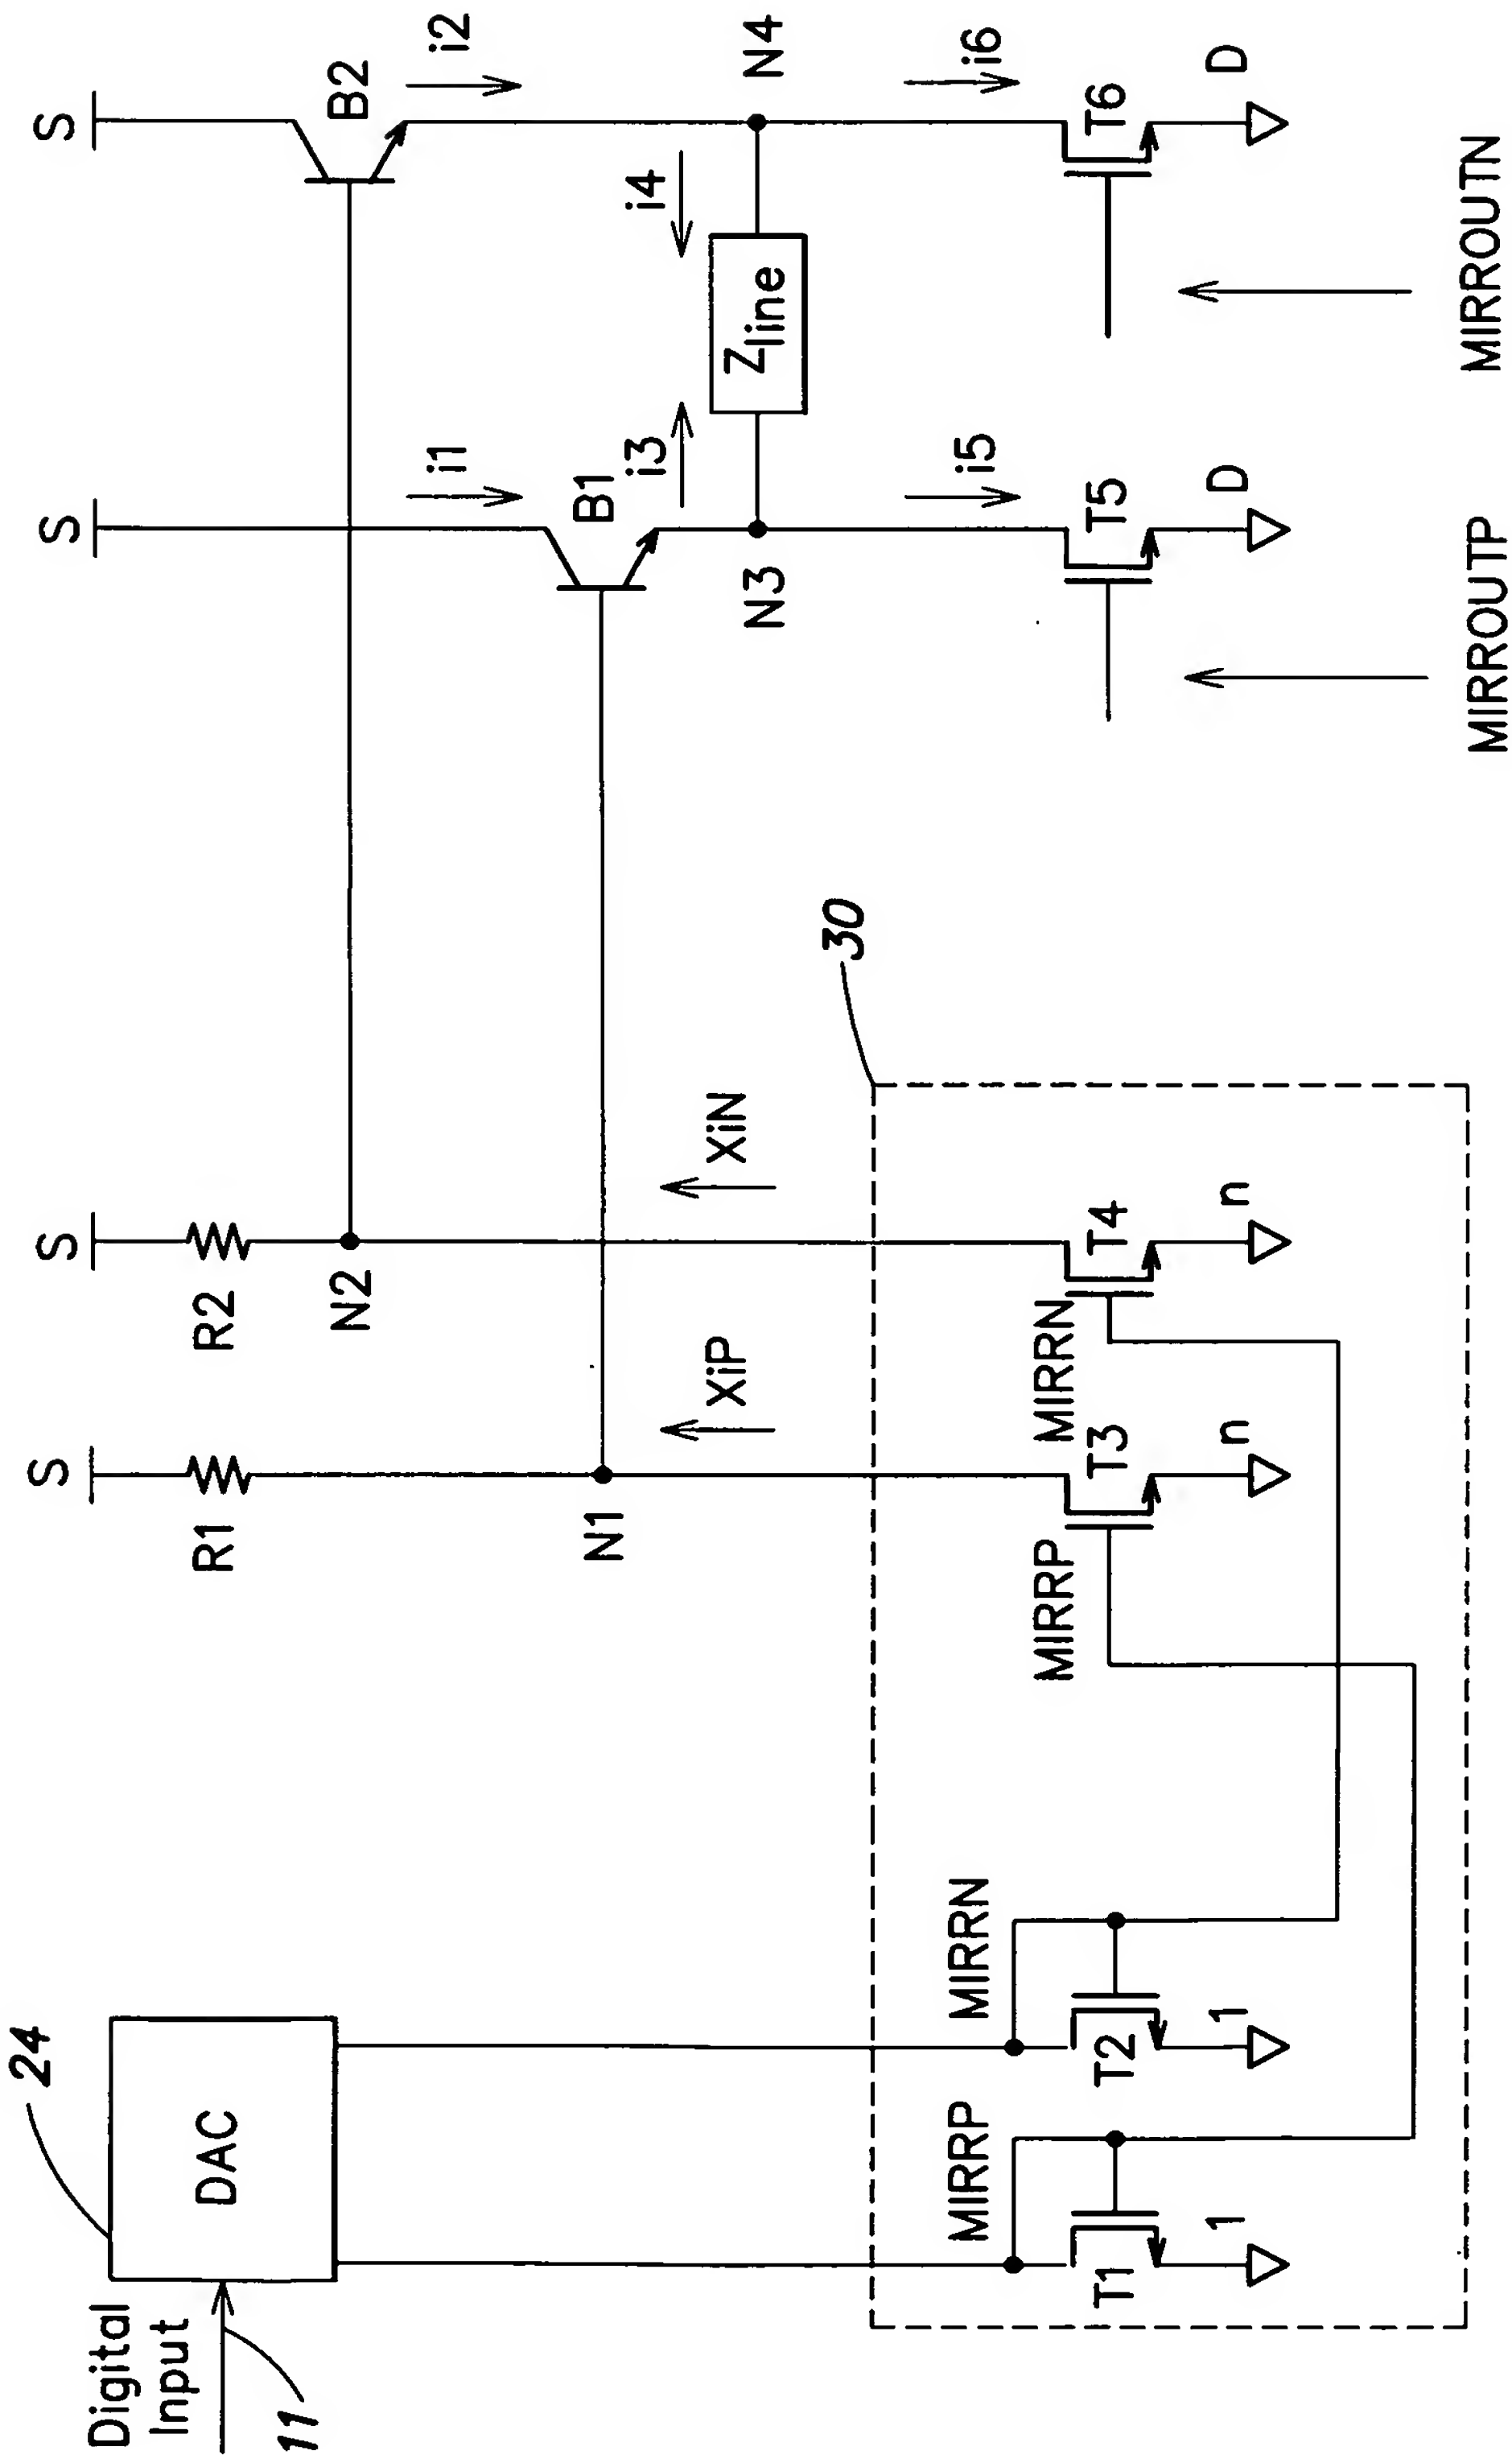 24
DAC
Digital
Input
11
S
S
S
S
R1
R2
N2
B2
i2
N1
i1
B1
i3
i4
Zline
N3
N4
XiP
XiN
30
i5
i6
MIRRP
MIRRN
MIRRP
MIRRN
T1
T2
T3
T4
T5
T6
1
1
n
n
D
D
MIRROUTP
MIRROUTN